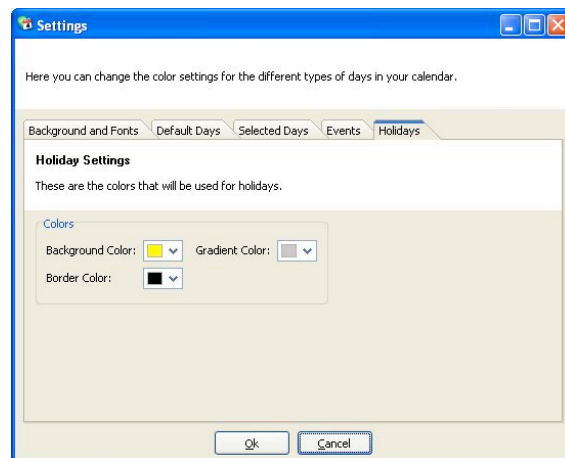 Settings
Here you can change the color settings for the different types of days in your calendar.
Background and Fonts Default Days Selected Days Events Holidays
Holiday Settings
These are the colors that will be used for holidays.
Colors
Background Color: Gradient Color:
Border Color:
Ok Cancel